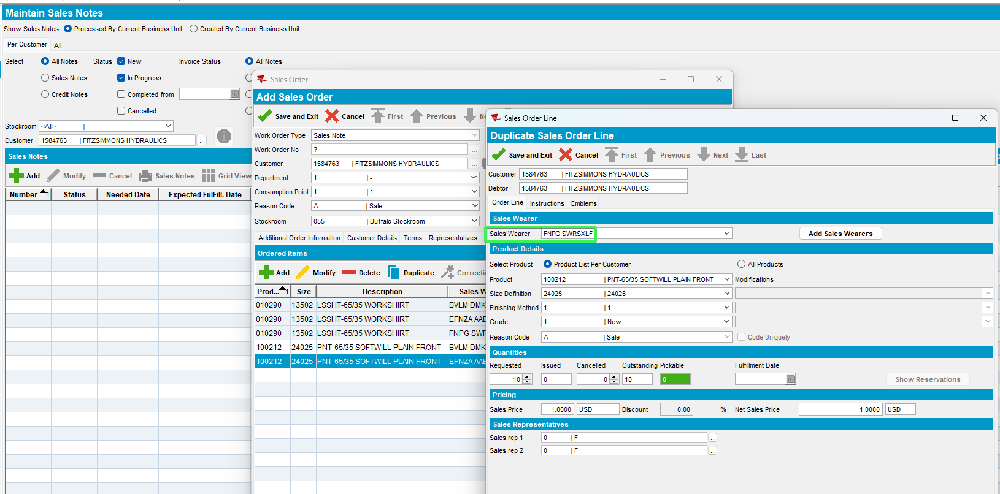 Maintain Sales Notes
Show Sales Notes Processed By Current Business Unit Created By Current Business Unit
Per Customer All
Select All Notes Status New Invoice Status All Notes
Sales Notes In Progress
Credit Notes Completed from 16
Cancelled
Stockroom <All> |
Customer 1584763 | FITZSIMMONS HYDRAULICS ...
Sales Notes
Add Modify Cancel Sales Notes Grid View
Number 1 Status Needed Date Expected FulFill. Date
Sales Order
Add Sales Order
Save and Exit Cancel First Previous
Work Order Type Sales Note
Work Order No ? ...
Customer 1584763 | FITZSIMMONS HYDRAULICS ...
Department 1 | -
Consumption Point 1 | 1
Reason Code A | Sale
Stockroom 055 | Buffalo Stockroom
Additional Order Information Customer Details Terms Representatives
Ordered Items
Add Modify Delete Duplicate Correcti
Prod... 1 Size Description Sales W
010290 13502 LSSHT-65/35 WORKSHIRT BVLM DMK
010290 13502 LSSHT-65/35 WORKSHIRT EFNZA AAE
010290 13502 LSSHT-65/35 WORKSHIRT FNPG SWR
100212 24025 PNT-65/35 SOFTWILL PLAIN FRONT BVLM DMK
100212 24025 PNT-65/35 SOFTWILL PLAIN FRONT EFNZA AAE
Sales Order Line
Duplicate Sales Order Line
Save and Exit Cancel First Previous Next Last
Customer 1584763 | FITZSIMMONS HYDRAULICS
Debtor 1584763 | FITZSIMMONS HYDRAULICS
Order Line Instructions Emblems
Sales Wearer
Sales Wearer FNPG SWRSXLF Add Sales Wearers
Product Details
Select Product Product List Per Customer All Products
Product 100212 | PNT-65/35 SOFTWILL PLAIN FRONT Modifications
Size Definition 24025 | 24025
Finishing Method 1 | 1
Grade 1 | New
Reason Code A | Sale Code Uniquely
Quantities
Requested Issued Cancelled Outstanding Pickable Fulfillment Date
10 0 0 10 0 16 Show Reservations
Pricing
Sales Price 1.0000 USD Discount 0.00 % Net Sales Price 1.0000 USD
Sales Representatives
Sales rep 1 0 | F ...
Sales rep 2 0 | F ...